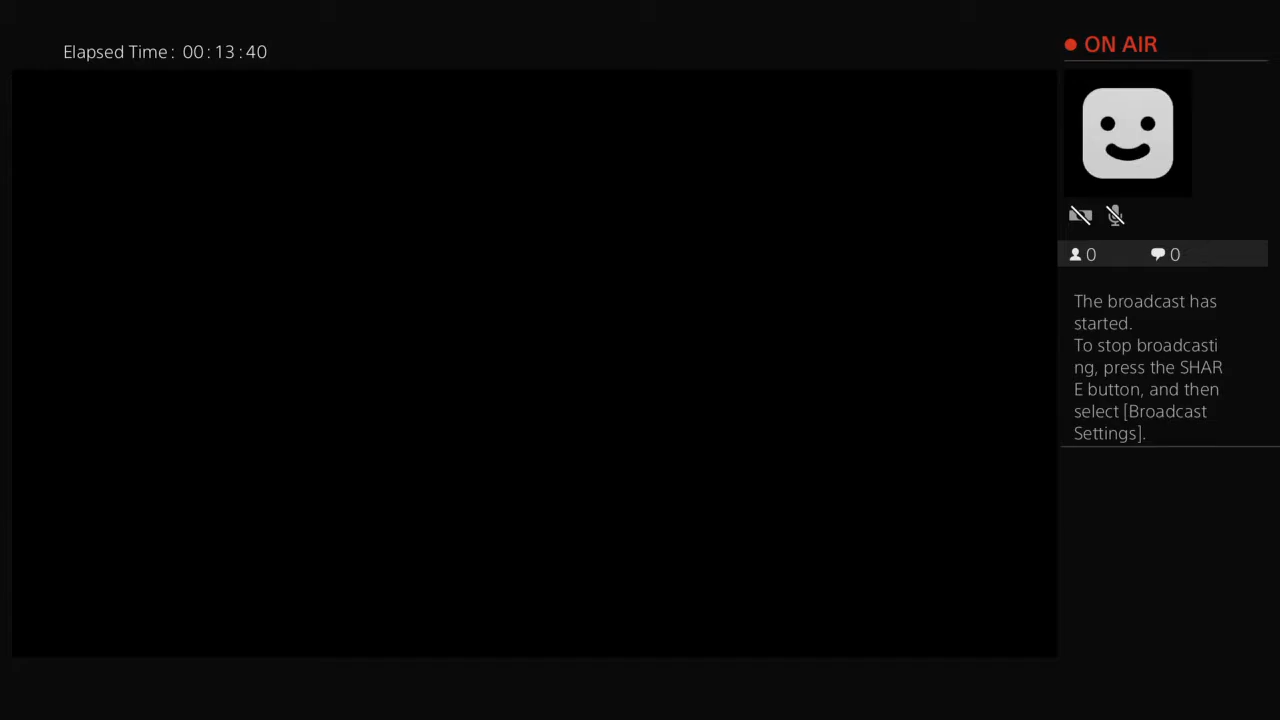 Elapsed Time: 00:13:40
ON AIR
0 0
The broadcast has
started.
To stop broadcasti
ng, press the SHAR
E button, and then
select [Broadcast
Settings].